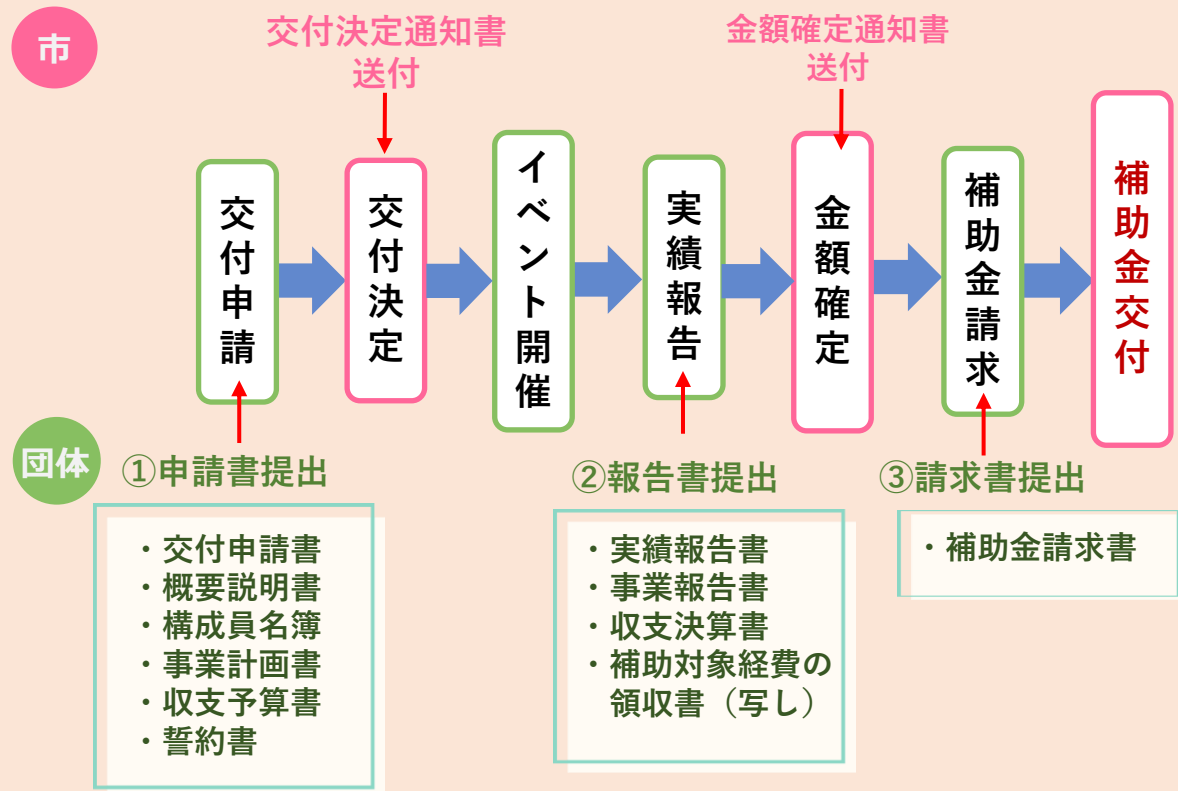 市
交付決定通知書
送付
金額確定通知書
送付
交付申請
交付決定
イベント開催
実績報告
金額確定
補助金請求
補助金交付
団体
①申請書提出
・交付申請書
・概要説明書
・構成員名簿
・事業計画書
・収支予算書
・誓約書
②報告書提出
・実績報告書
・事業報告書
・収支決算書
・補助対象経費の
領収書（写し）
③請求書提出
・補助金請求書